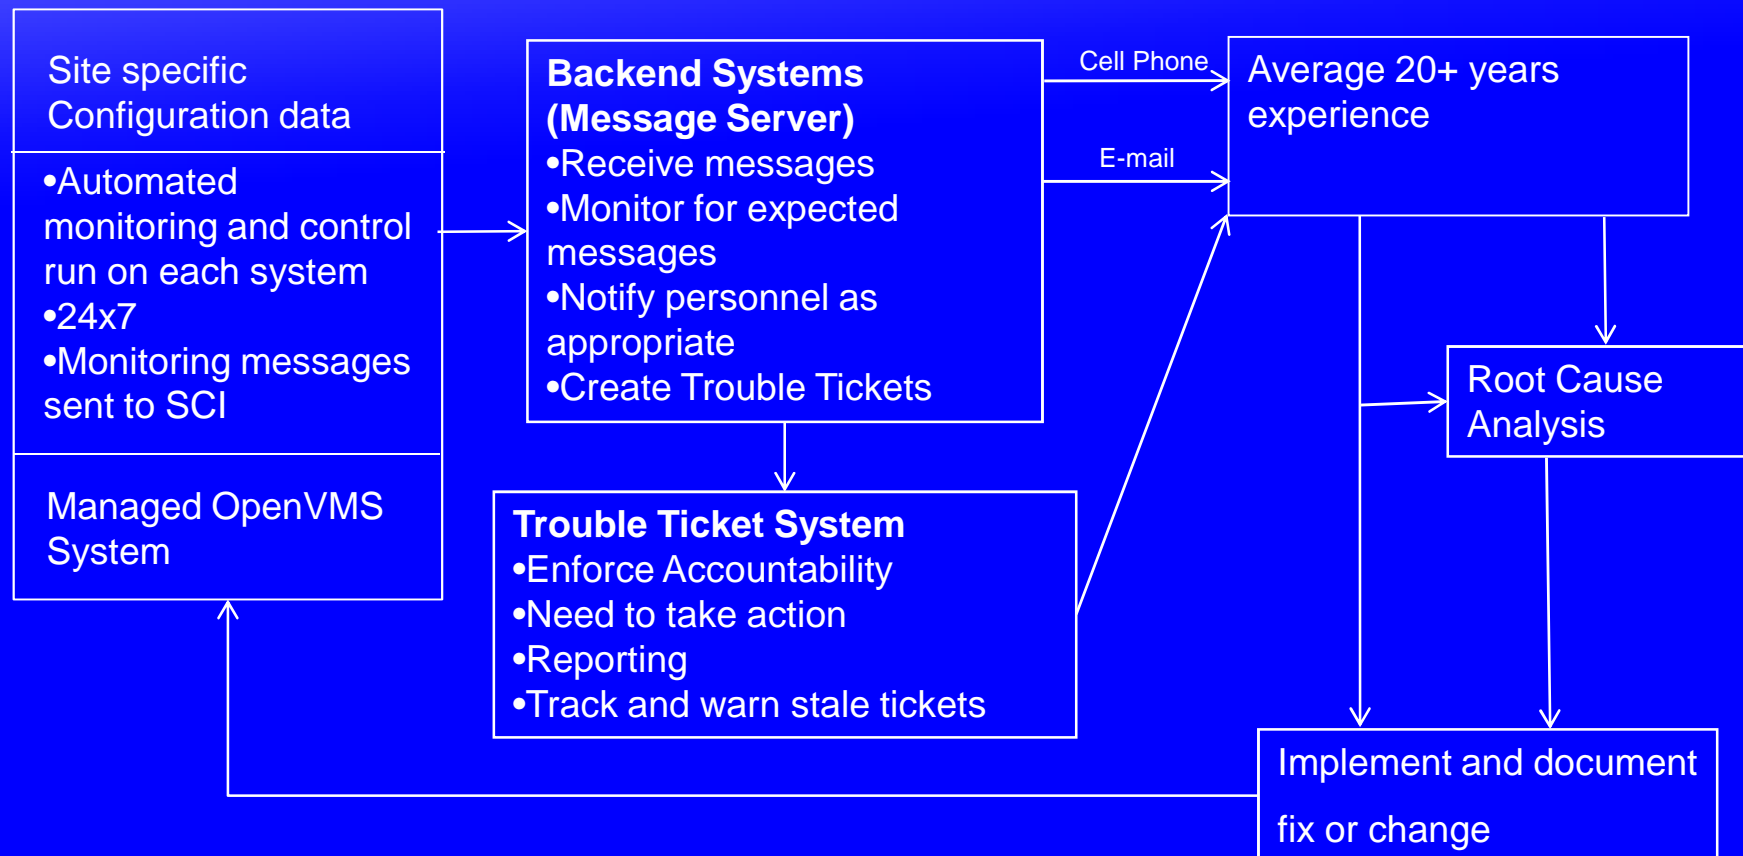 Site specific
Configuration data
•Automated
monitoring and control
run on each system
•24x7
•Monitoring messages
sent to SCI
Managed OpenVMS
System
Backend Systems
(Message Server)
•Receive messages
•Monitor for expected
messages
•Notify personnel as
appropriate
•Create Trouble Tickets
Trouble Ticket System
•Enforce Accountability
•Need to take action
•Reporting
•Track and warn stale tickets
Cell Phone
E-mail
Average 20+ years
experience
Root Cause
Analysis
Implement and document
fix or change